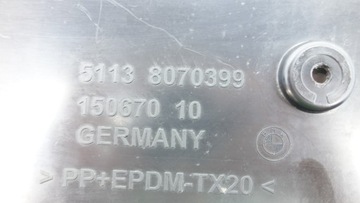 5113 8070399
150670 10
GERMANY
> PP+EPDM-TX20 <